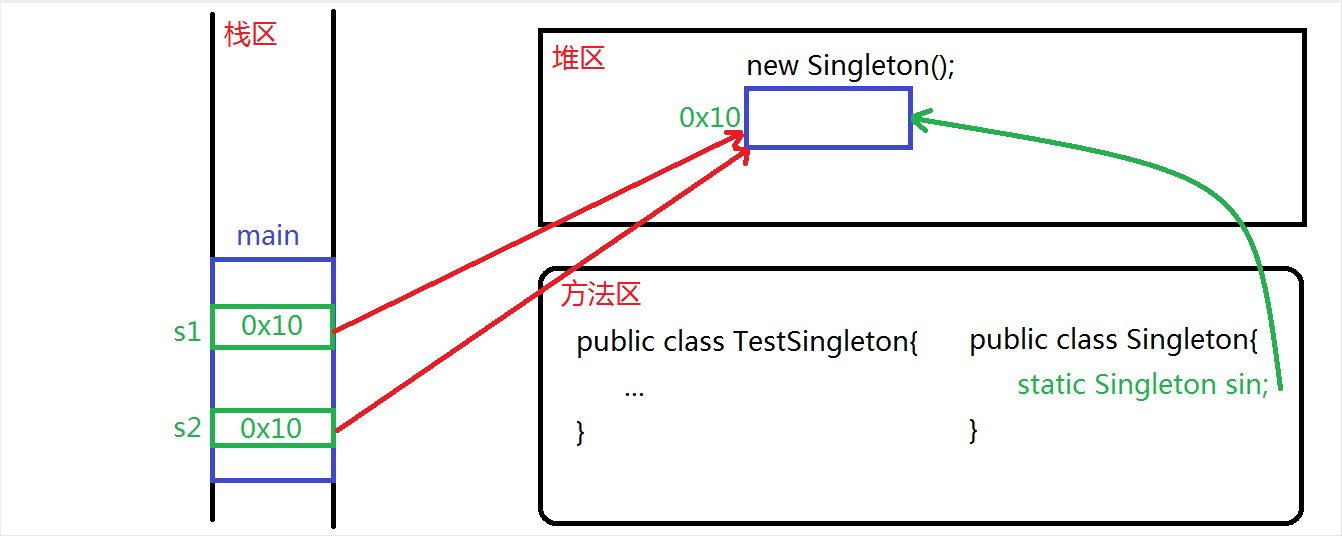 栈区
main
s1
0x10
s2
0x10
堆区
new Singleton();
0x10
方法区
public class TestSingleton{
...
}
public class Singleton{
static Singleton sin;
}